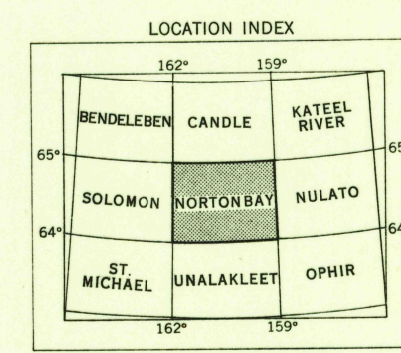 LOCATION INDEX
162° 159°
BENDELEBEN CANDLE KATEEL RIVER
65° 65
SOLOMON NORTON BAY NULATO
64° 64
ST. MICHAEL UNALAKLEET OPHIR
162° 159°